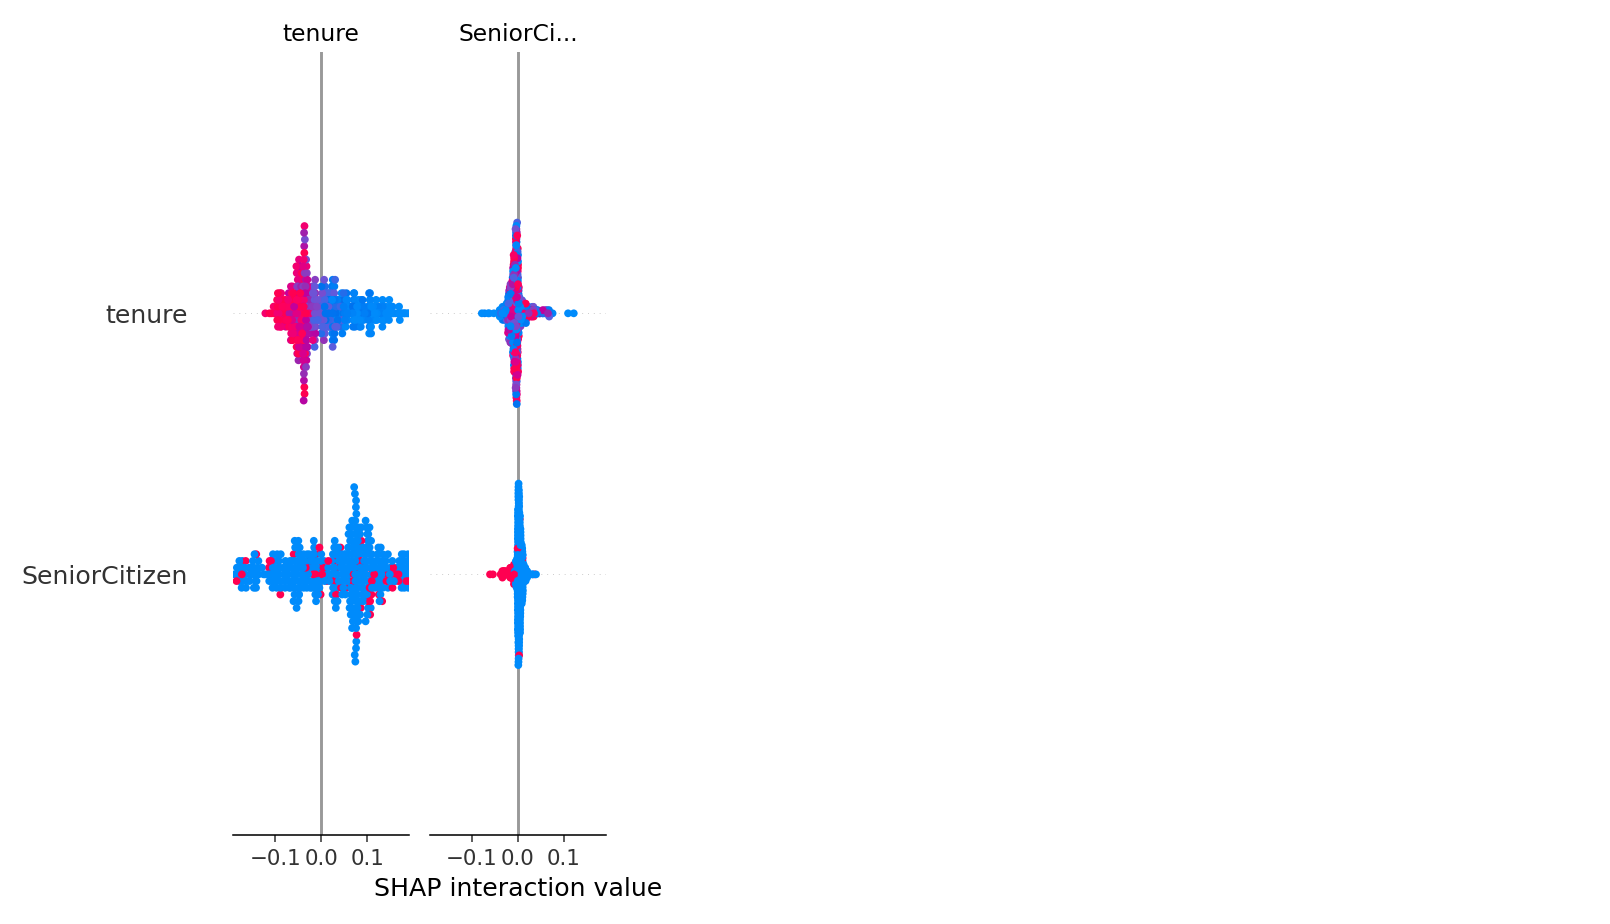 tenure SeniorCi...
tenure
SeniorCitizen
−0.1 0.0 0.1 −0.1 0.0 0.1
SHAP interaction value